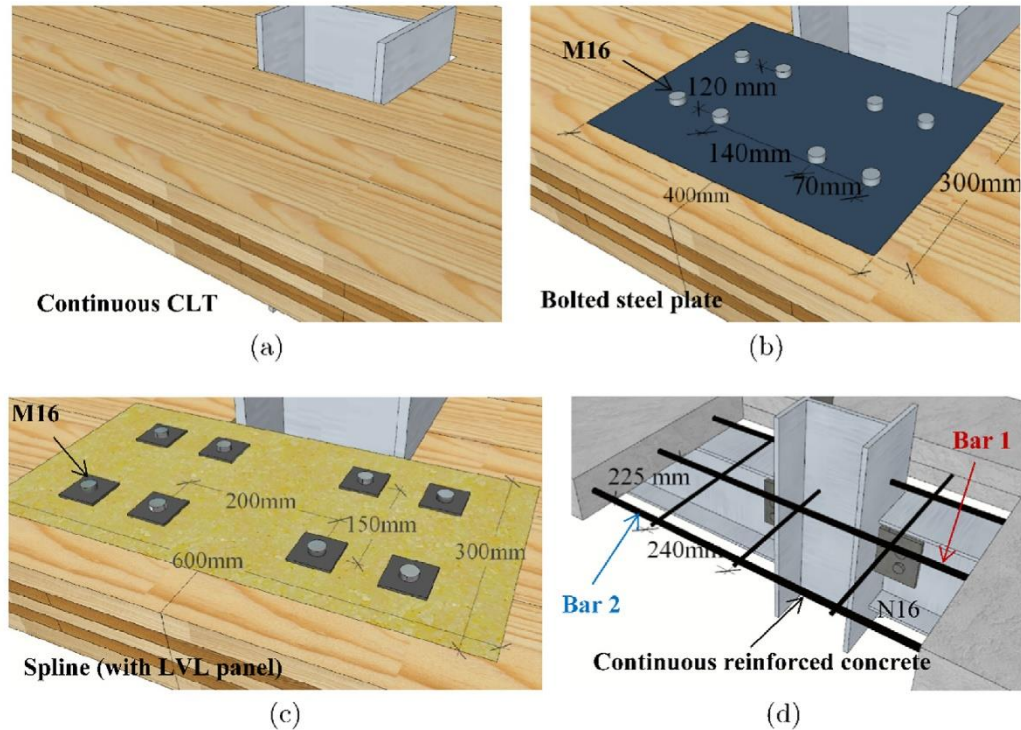 Continuous CLT
(a)
M16
120 mm
140mm
70mm
400mm
300mm
Bolted steel plate
(b)
M16
200mm
150mm
600mm
300mm
Spline (with LVL panel)
(c)
Bar 1
225 mm
240mm
Bar 2
N16
Continuous reinforced concrete
(d)